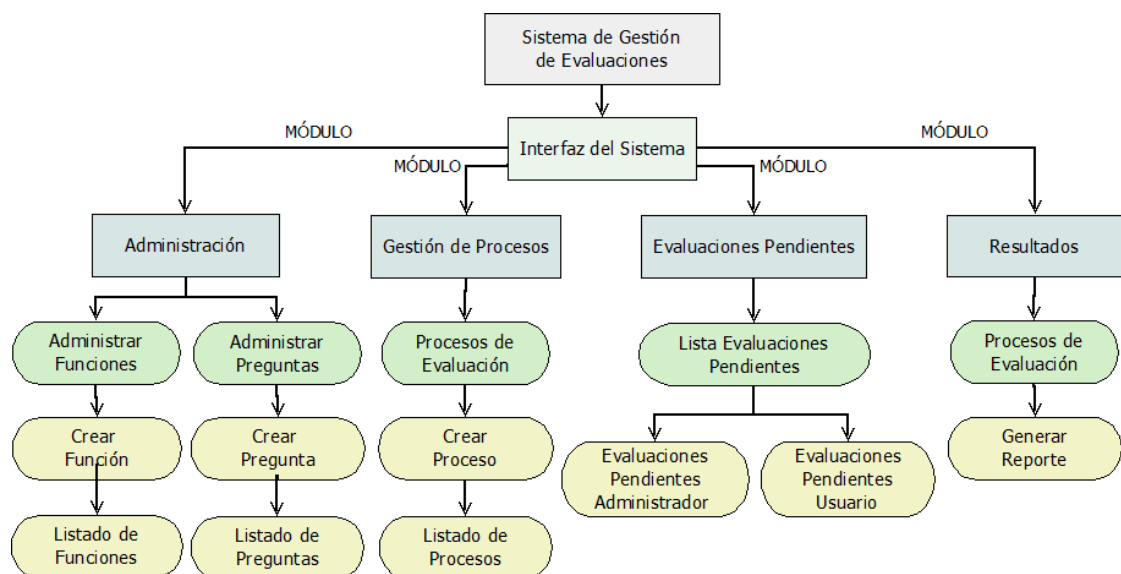 Sistema de Gestión
de Evaluaciones
MÓDULO
MÓDULO
Interfaz del Sistema
MÓDULO
MÓDULO
Administración
Gestión de Procesos
Evaluaciones Pendientes
Resultados
Administrar
Funciones
Administrar
Preguntas
Procesos de
Evaluación
Lista Evaluaciones
Pendientes
Procesos de
Evaluación
Crear
Función
Crear
Pregunta
Crear
Proceso
Evaluaciones
Pendientes
Administrador
Evaluaciones
Pendientes
Usuario
Generar
Reporte
Listado de
Funciones
Listado de
Preguntas
Listado de
Procesos